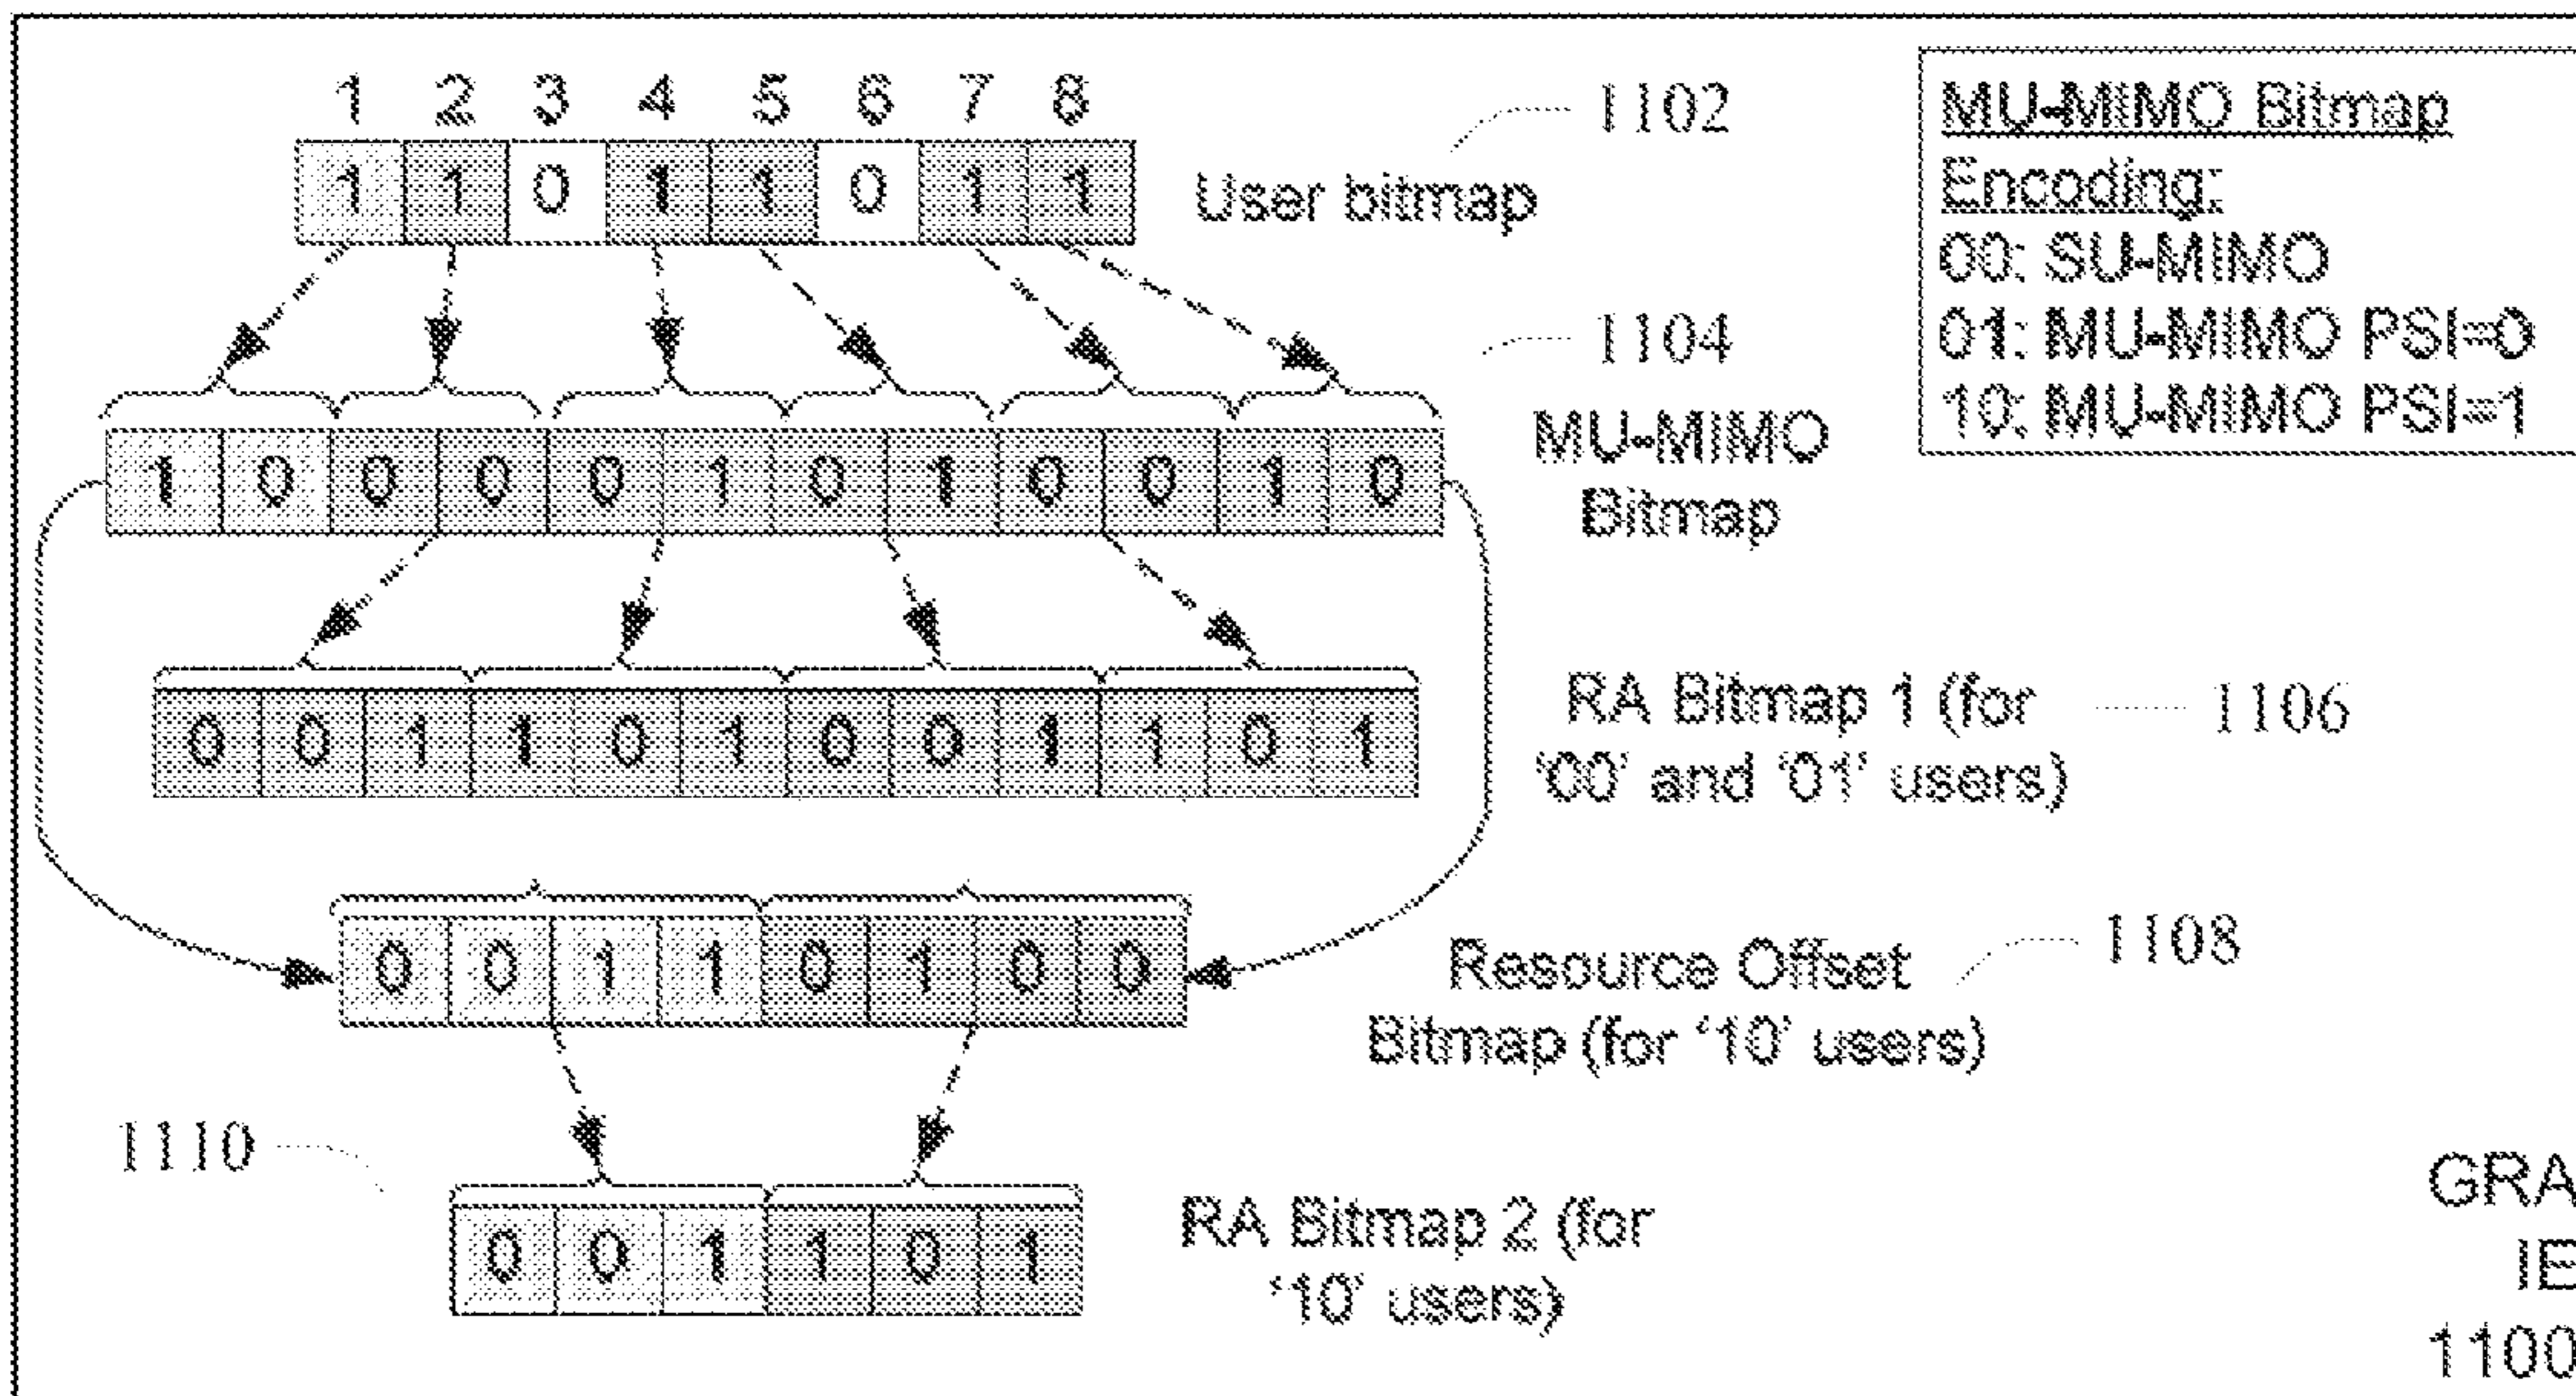 1 2 3 4 5 6 7 8
1 1 0 1 1 0 1 1
User bitmap
1102
MU-MIMO Bitmap
Encoding:
00: SU-MIMO
01: MU-MIMO PSI=0
10: MU-MIMO PSI=1
1104
MU-MIMO
Bitmap
1 0 0 0 0 1 0 1 0 0 1 0
0 0 1 1 0 1 0 0 1 1 0 1
RA Bitmap 1 (for
'00' and '01' users)
1106
0 0 1 1 0 1 0 0
Resource Offset
Bitmap (for '10' users)
1108
1110
0 0 1 1 0 1
RA Bitmap 2 (for
'10' users)
GRA
IE
1100